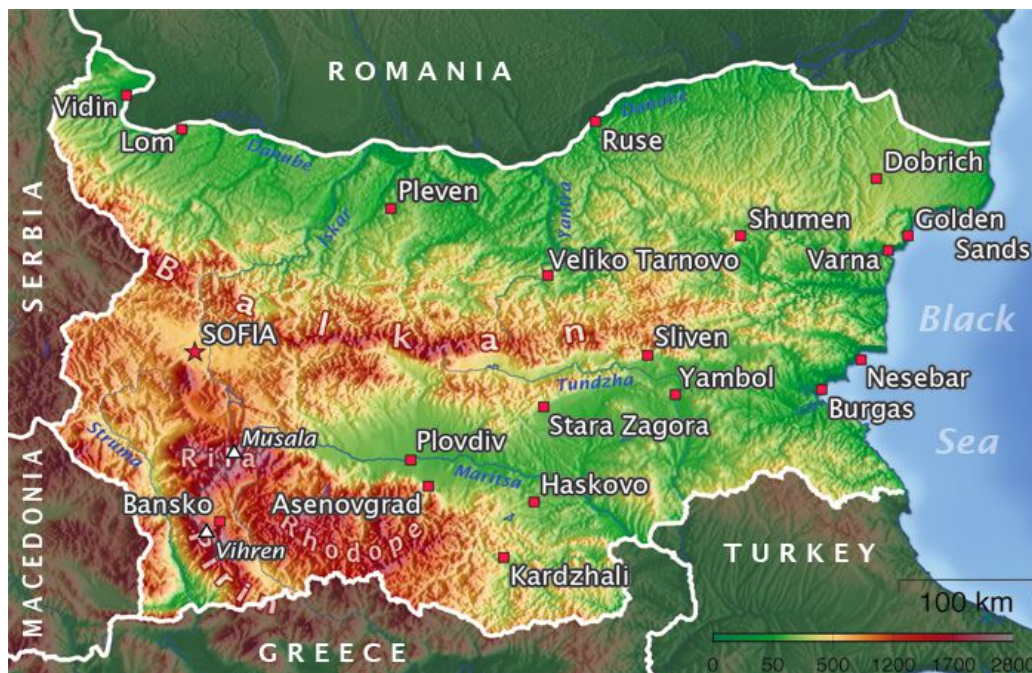 ROMANIA
Vidin
Danube
Ruse
Lom
Danube
Dobrich
Pleven
SERBIA
Iskar
Yantra
Shumen
Golden
Sands
Varna
Veliko Tarnovo
Balkan
Black
SOFIA
Sliven
Tundzha
Yambol
Nesebar
Burgas
Stara Zagora
Struma
Musala
Plovdiv
Sea
Rila
Maritsa
MACEDONIA
Bansko
Asenovgrad
Haskovo
Rhodope
Vihren
Pirin
TURKEY
Kardzhali
100 km
GREECE
0 50 500 1200 1700 2800